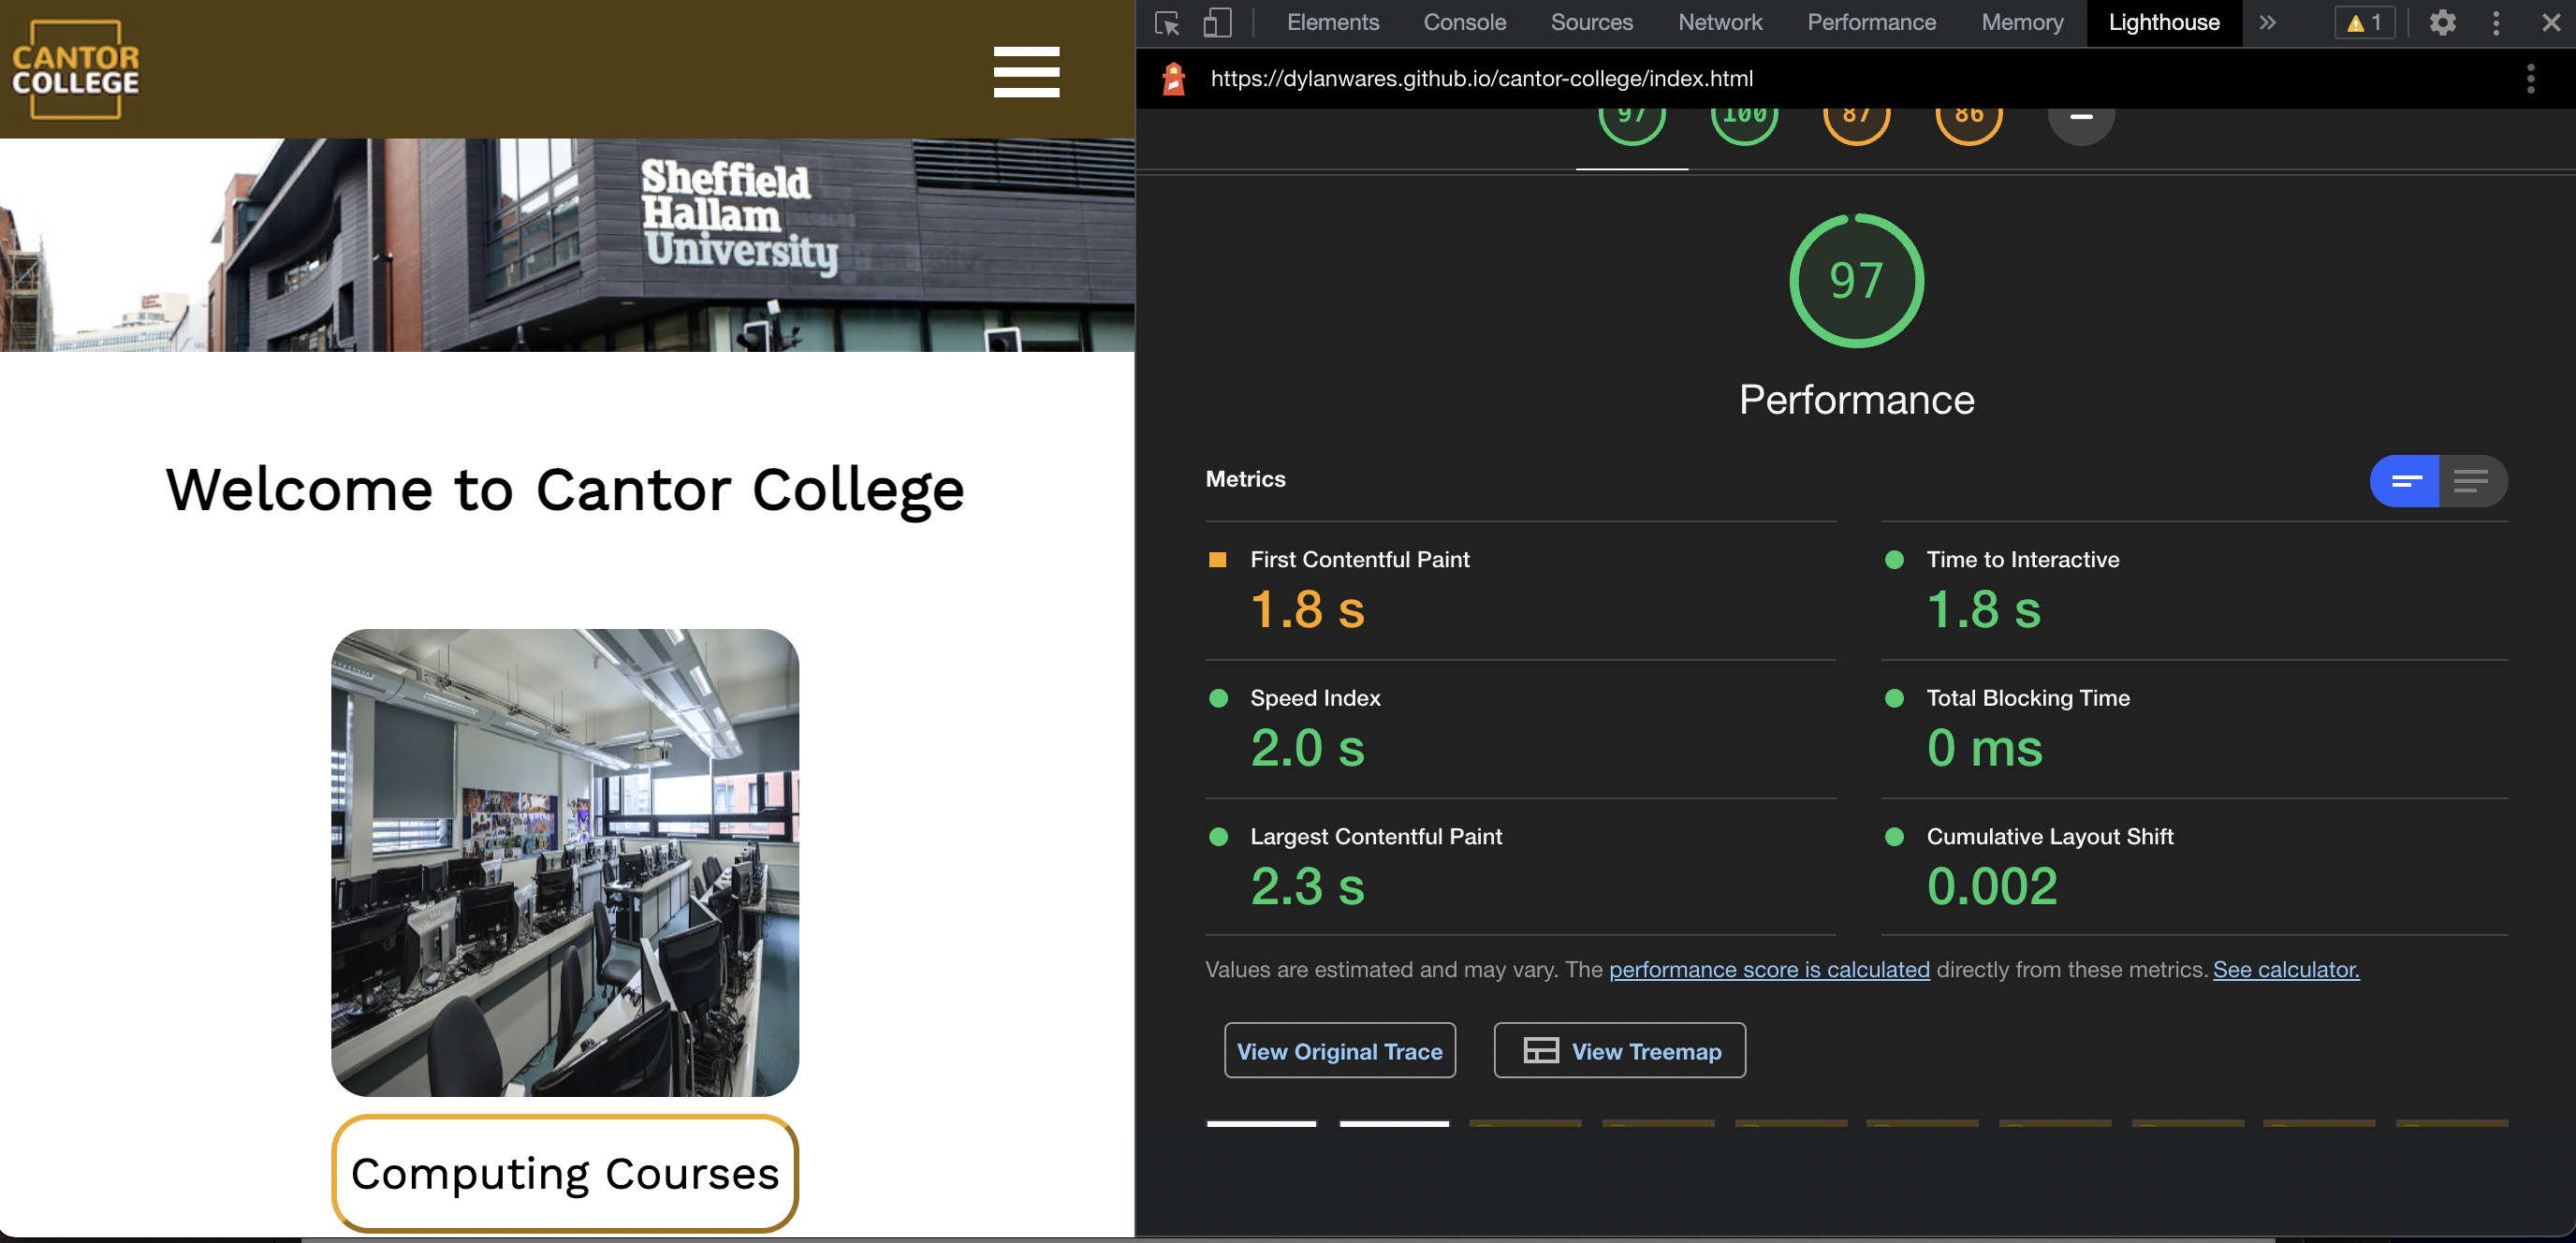 CANTOR
COLLEGE
Sheffield
Hallam
University
Welcome to Cantor College
Computing Courses
Elements Console Sources Network Performance Memory Lighthouse » 1
https://dylanwares.github.io/cantor-college/index.html
97 100 87 86 –
97
Performance
Metrics
First Contentful Paint
1.8 s
Time to Interactive
1.8 s
Speed Index
2.0 s
Total Blocking Time
0 ms
Largest Contentful Paint
2.3 s
Cumulative Layout Shift
0.002
Values are estimated and may vary. The performance score is calculated directly from these metrics. See calculator.
View Original Trace
View Treemap